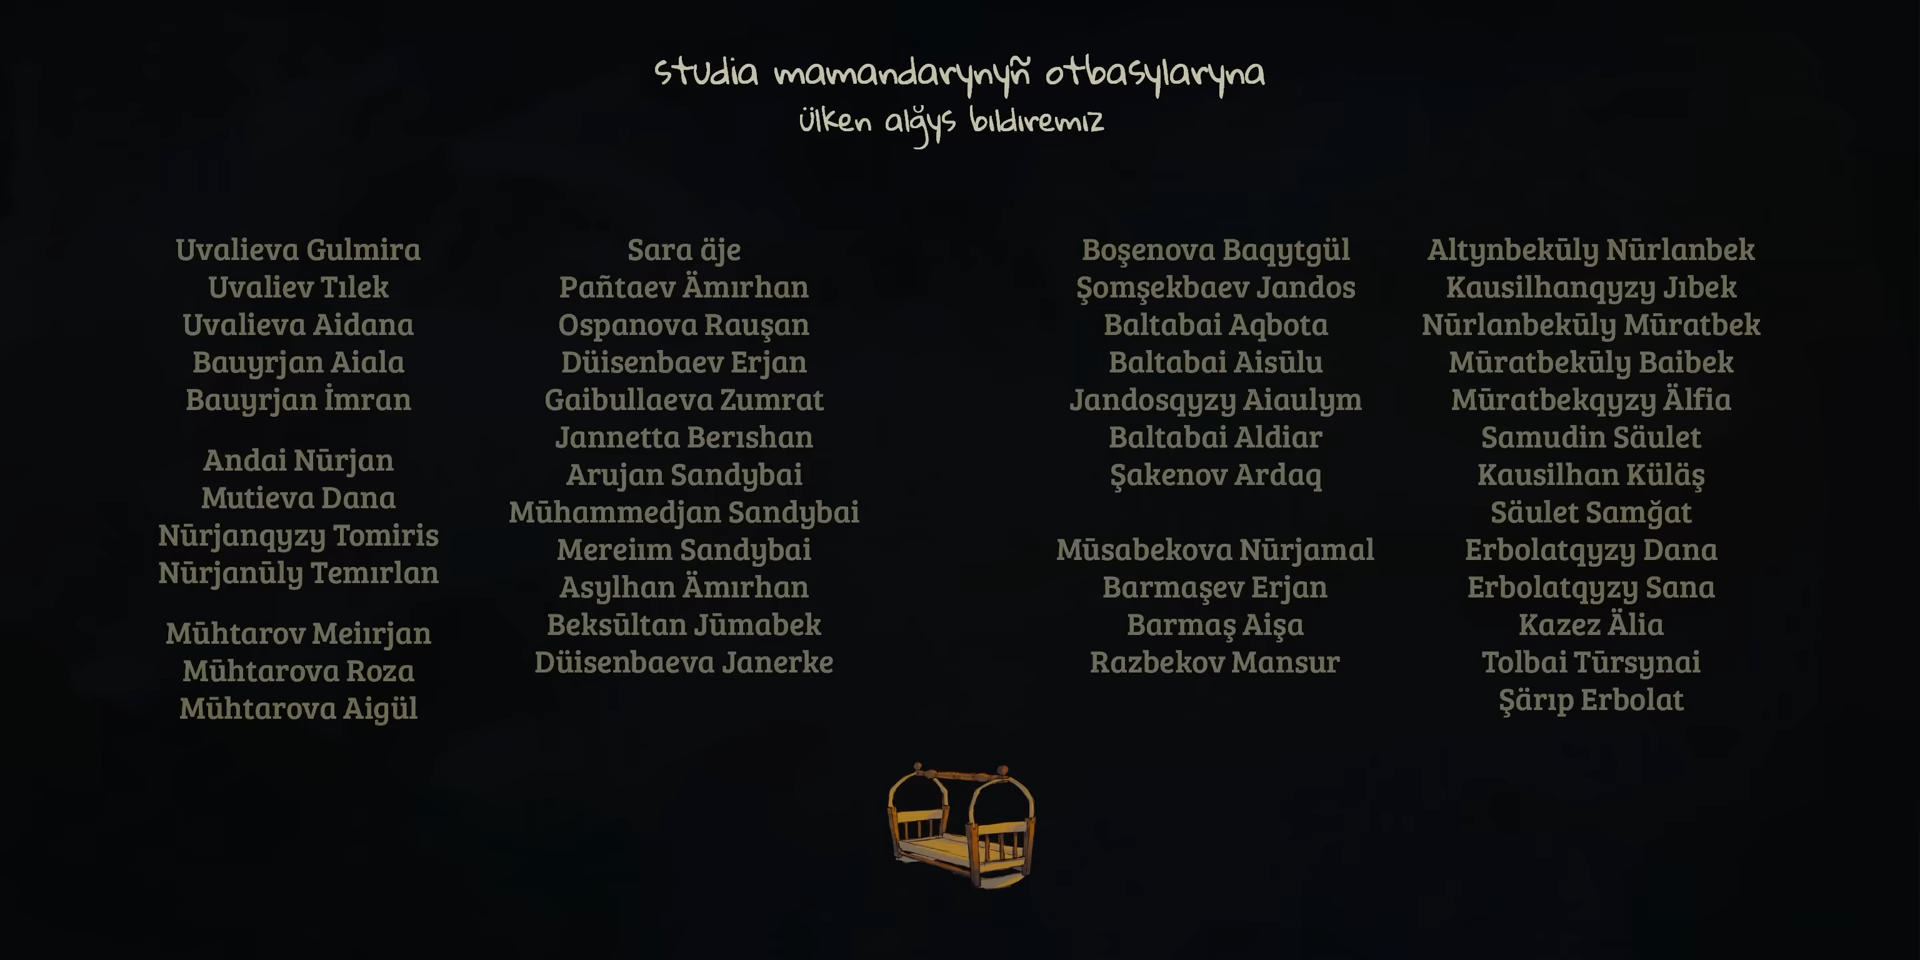 studia mamandarynyñ otbasylaryna
ülken alğys bıldıremız
Uvalieva Gulmira
Uvaliev Tılek
Uvalieva Aidana
Bauyrjan Aiala
Bauyrjan İmran
Andai Nūrjan
Mutieva Dana
Nūrjanqyzy Tomiris
Nūrjanūly Temırlan
Mūhtarov Meiırjan
Mūhtarova Roza
Mūhtarova Aigül
Sara äje
Pañtaev Ämırhan
Ospanova Rauşan
Düisenbaev Erjan
Gaibullaeva Zumrat
Jannetta Berıshan
Arujan Sandybai
Mūhammedjan Sandybai
Mereiım Sandybai
Asylhan Ämırhan
Beksūltan Jūmabek
Düisenbaeva Janerke
Boşenova Baqytgül
Şomşekbaev Jandos
Baltabai Aqbota
Baltabai Aisūlu
Jandosqyzy Aiaulym
Baltabai Aldiar
Şakenov Ardaq
Mūsabekova Nūrjamal
Barmaşev Erjan
Barmaş Aişa
Razbekov Mansur
Altynbekūly Nūrlanbek
Kausilhanqyzy Jıbek
Nūrlanbekūly Mūratbek
Mūratbekūly Baibek
Mūratbekqyzy Älfia
Samudin Säulet
Kausilhan Küläş
Säulet Samğat
Erbolatqyzy Dana
Erbolatqyzy Sana
Kazez Älia
Tolbai Tūrsynai
Şärıp Erbolat